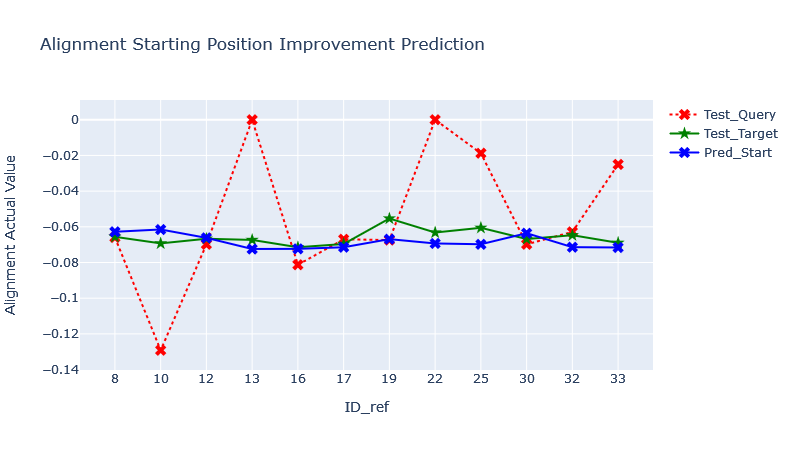 Alignment Starting Position Improvement Prediction
Test_Query
Test_Target
Pred_Start
Alignment Actual Value
0
−0.02
−0.04
−0.06
−0.08
−0.1
−0.12
−0.14
8 10 12 13 16 17 19 22 25 30 32 33
ID_ref